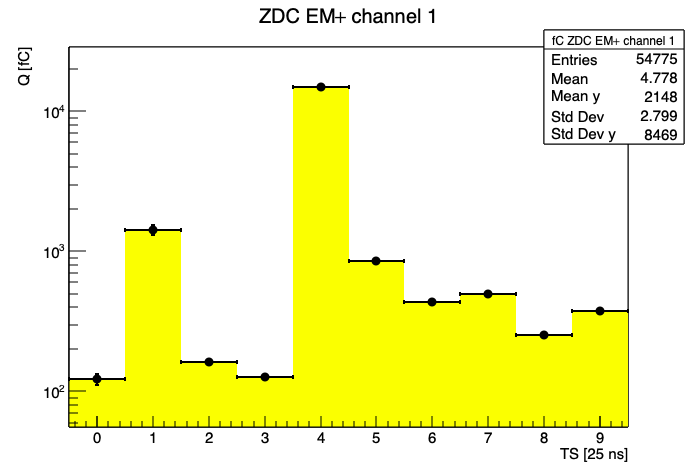 ZDC EM+ channel 1
fC ZDC EM+ channel 1
Entries 54775
Mean 4.778
Mean y 2148
Std Dev 2.799
Std Dev y 8469
Q [fC]
10⁴
10³
10²
0 1 2 3 4 5 6 7 8 9
TS [25 ns]